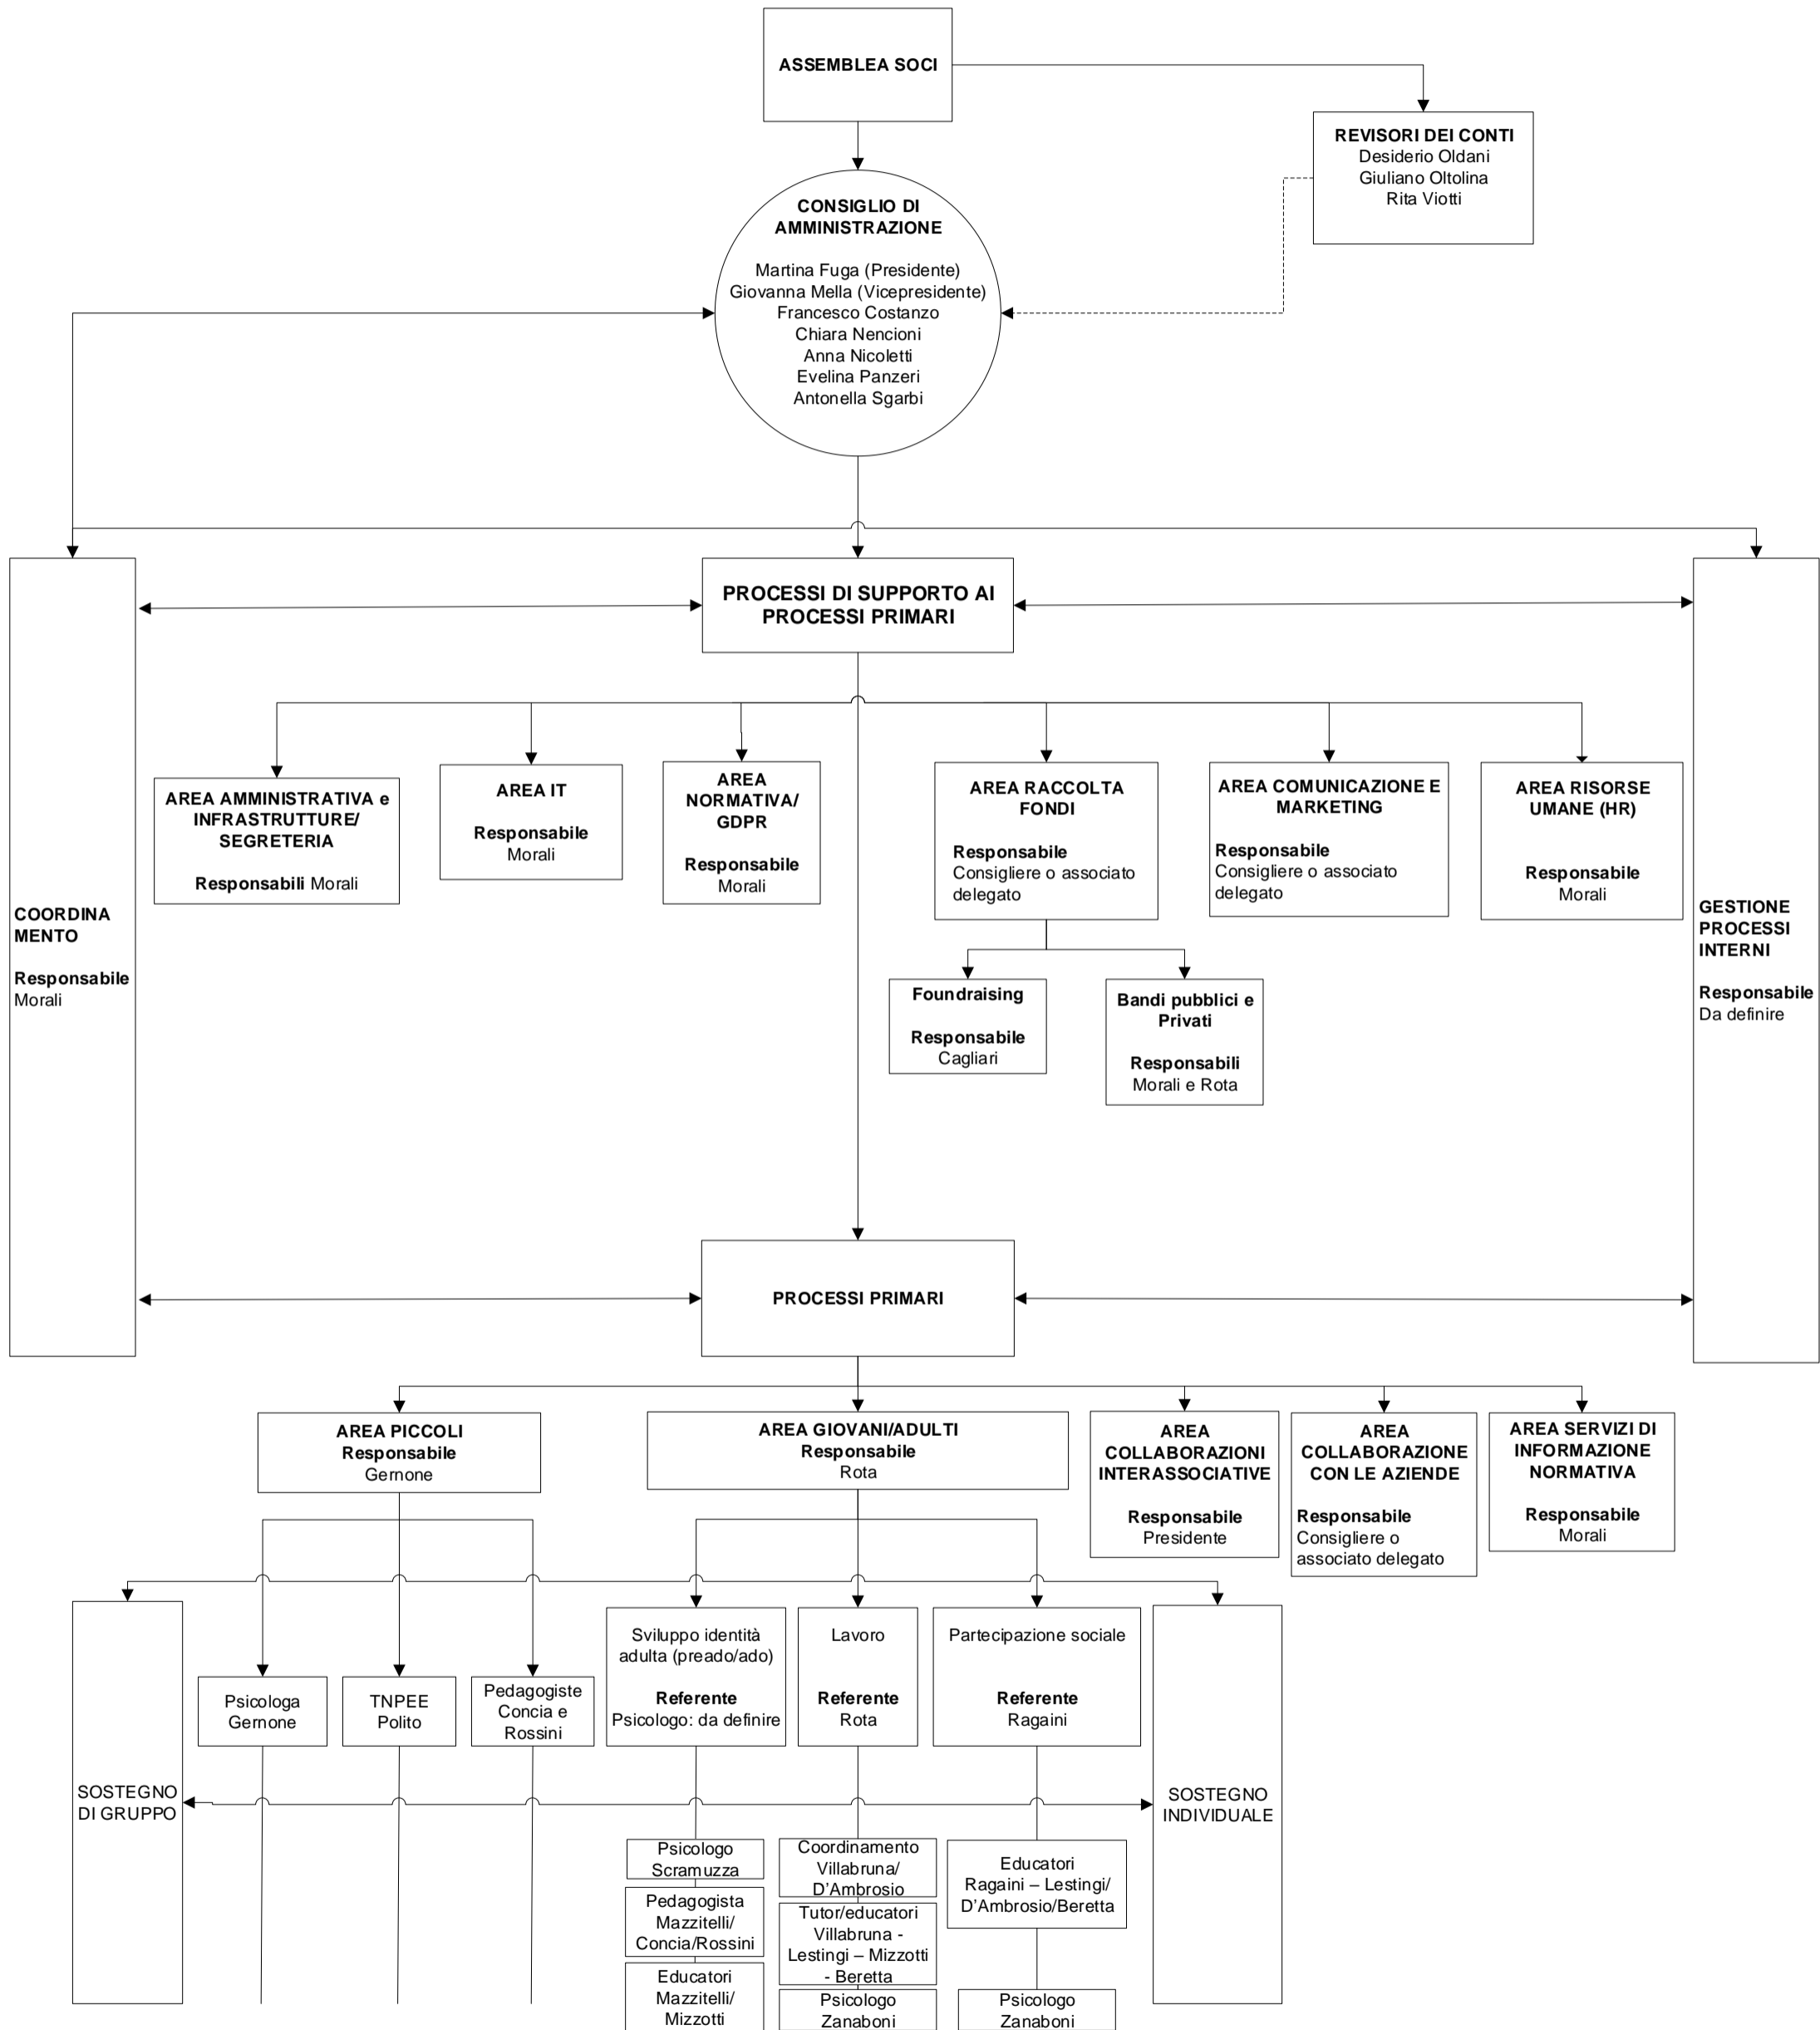 ASSEMBLEA SOCI
REVISORI DEI CONTI
Desiderio Oldani
Giuliano Oltolina
Rita Viotti
CONSIGLIO DI
AMMINISTRAZIONE
Martina Fuga (Presidente)
Giovanna Mella (Vicepresidente)
Francesco Costanzo
Chiara Nencioni
Anna Nicoletti
Evelina Panzeri
Antonella Sgarbi
COORDINA
MENTO
Responsabile
Morali
PROCESSI DI SUPPORTO AI
PROCESSI PRIMARI
GESTIONE
PROCESSI
INTERNI
Responsabile
Da definire
AREA AMMINISTRATIVA e
INFRASTRUTTURE/
SEGRETERIA
Responsabili Morali
AREA IT
Responsabile
Morali
AREA
NORMATIVA/
GDPR
Responsabile
Morali
AREA RACCOLTA
FONDI
Responsabile
Consigliere o associato
delegato
AREA COMUNICAZIONE E
MARKETING
Responsabile
Consigliere o associato
delegato
AREA RISORSE
UMANE (HR)
Responsabile
Morali
Foundraising
Responsabile
Cagliari
Bandi pubblici e
Privati
Responsabili
Morali e Rota
PROCESSI PRIMARI
AREA PICCOLI
Responsabile
Gernone
AREA GIOVANI/ADULTI
Responsabile
Rota
AREA
COLLABORAZIONI
INTERASSOCIATIVE
Responsabile
Presidente
AREA
COLLABORAZIONE
CON LE AZIENDE
Responsabile
Consigliere o
associato delegato
AREA SERVIZI DI
INFORMAZIONE
NORMATIVA
Responsabile
Morali
SOSTEGNO
DI GRUPPO
Psicologa
Gernone
TNPEE
Polito
Pedagogiste
Concia e
Rossini
Sviluppo identità
adulta (preado/ado)
Referente
Psicologo: da definire
Lavoro
Referente
Rota
Partecipazione sociale
Referente
Ragaini
SOSTEGNO
INDIVIDUALE
Psicologo
Scramuzza
Pedagogista
Mazzitelli/
Concia/Rossini
Educatori
Mazzitelli/
Mizzotti
Coordinamento
Villabruna/
D’Ambrosio
Tutor/educatori
Villabruna -
Lestingi – Mizzotti
- Beretta
Psicologo
Zanaboni
Educatori
Ragaini – Lestingi/
D’Ambrosio/Beretta
Psicologo
Zanaboni